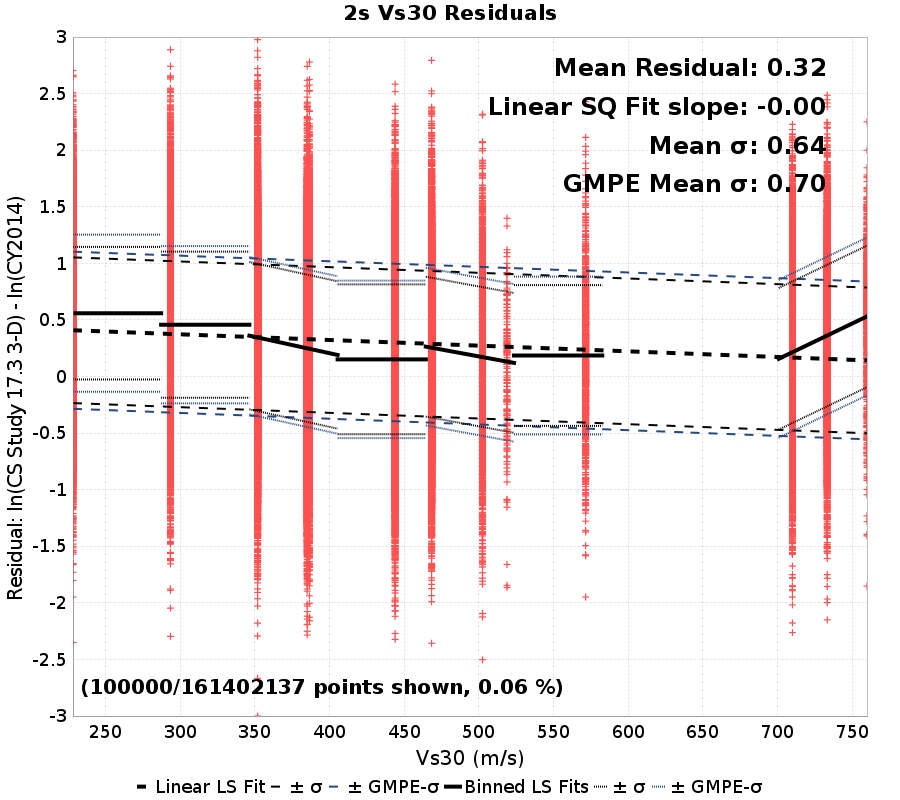 2s Vs30 Residuals
Mean Residual: 0.32
Linear SQ Fit slope: -0.00
Mean σ: 0.64
GMPE Mean σ: 0.70
Residual: ln(CS Study 17.3 3-D) - ln(CY2014)
3
2.5
2
1.5
1
0.5
0
-0.5
-1
-1.5
-2
-2.5
-3
(100000/161402137 points shown, 0.06 %)
250 300 350 400 450 500 550 600 650 700 750
Vs30 (m/s)
Linear LS Fit ± σ ± GMPE-σ Binned LS Fits ± σ ± GMPE-σ